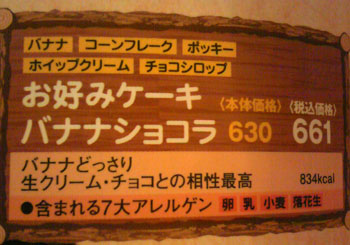 バナナ コーンフレーク ポッキー
ホイップクリーム チョコシロップ
お好みケーキ 〈本体価格〉 〈税込価格〉
バナナショコラ 630 661
バナナどっさり
生クリーム・チョコとの相性最高 834kcal
●含まれる7大アレルゲン 卵 乳 小麦 落花生